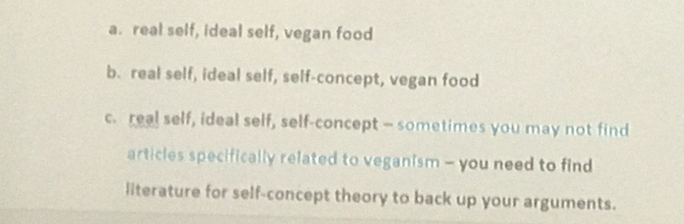 a. real self, ideal self, vegan food
b. real self, ideal self, self-concept, vegan food
c. real self, ideal self, self-concept – sometimes you may not find
articles specifically related to veganism – you need to find
literature for self-concept theory to back up your arguments.